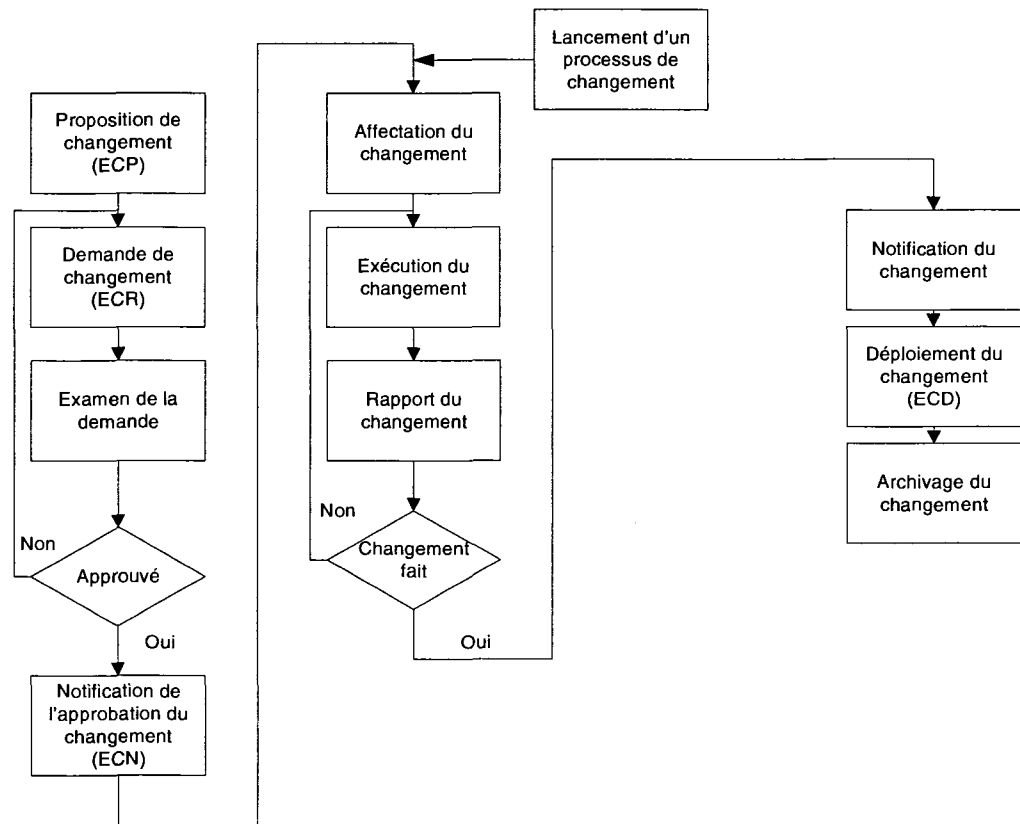 Proposition de
changement
(ECP)
Demande de
changement
(ECR)
Examen de la
demande
Non
Approuvé
Oui
Notification de
l'approbation du
changement
(ECN)
Lancement d'un
processus de
changement
Affectation du
changement
Exécution du
changement
Rapport du
changement
Non
Changement
fait
Oui
Notification du
changement
Déploiement du
changement
(ECD)
Archivage du
changement